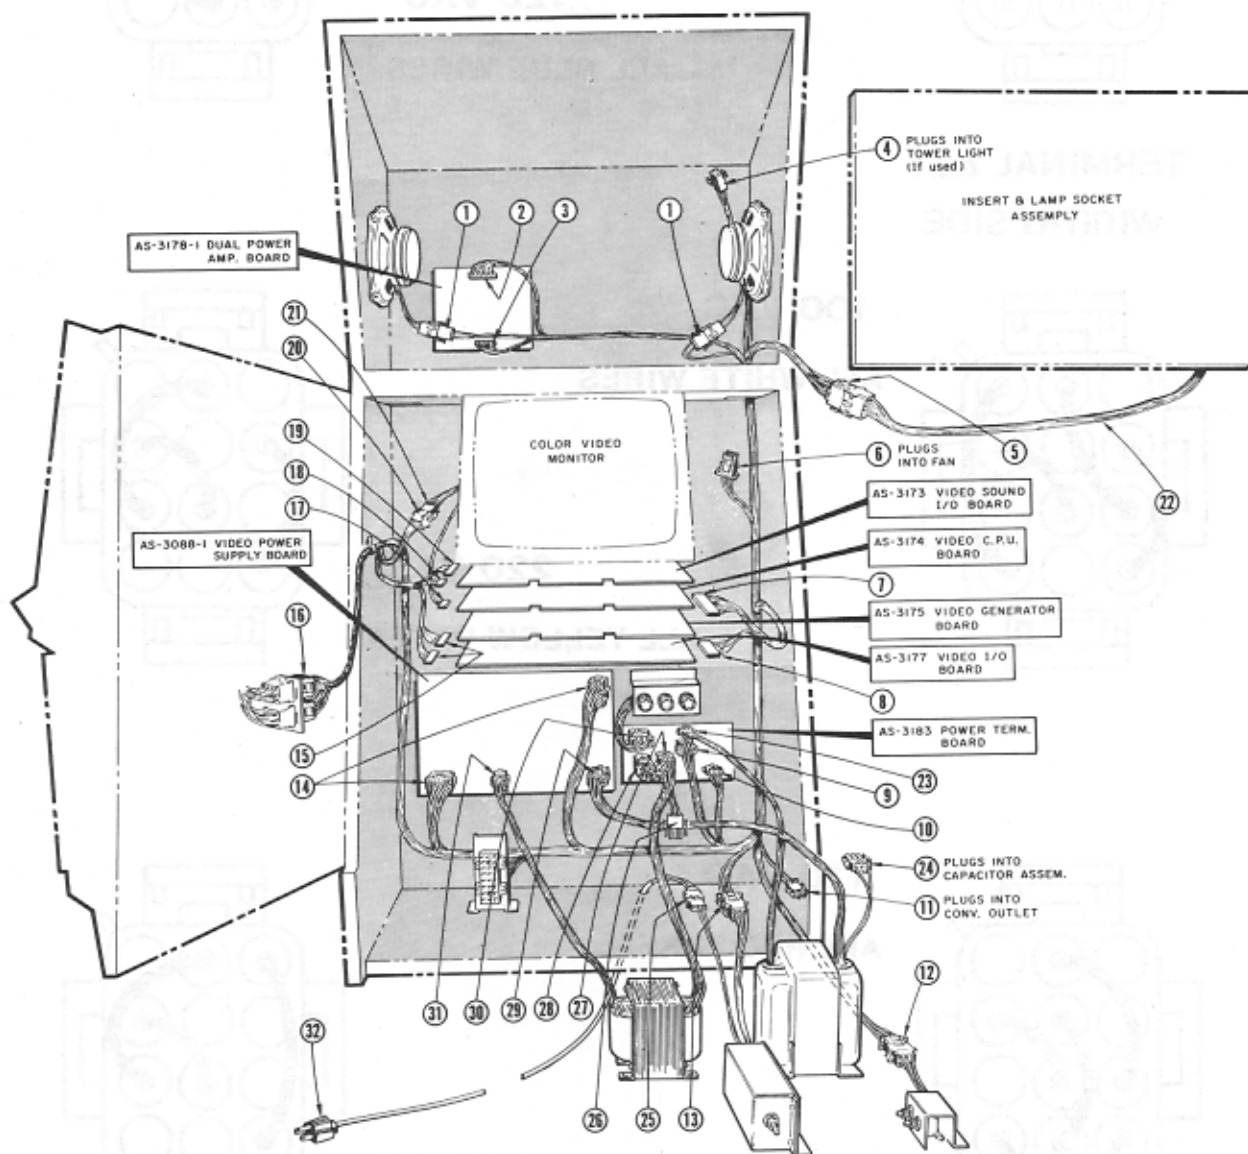 4 PLUGS INTO
TOWER LIGHT
(If used)
INSERT & LAMP SOCKET
ASSEMPLY
1
2
3
1
AS-3178-1 DUAL POWER
AMP. BOARD
21
20
19
18
17
COLOR VIDEO
MONITOR
6 PLUGS
INTO FAN
5
22
AS-3173 VIDEO SOUND
I/O BOARD
AS-3174 VIDEO C.P.U.
BOARD
7
AS-3088-1 VIDEO POWER
SUPPLY BOARD
AS-3175 VIDEO GENERATOR
BOARD
AS-3177 VIDEO I/O
BOARD
16
8
AS-3183 POWER TERM.
BOARD
15
14
23
9
10
24 PLUGS INTO
CAPACITOR ASSEM.
11 PLUGS INTO
CONV. OUTLET
12
31
30
29
28
27
32
26
25
13